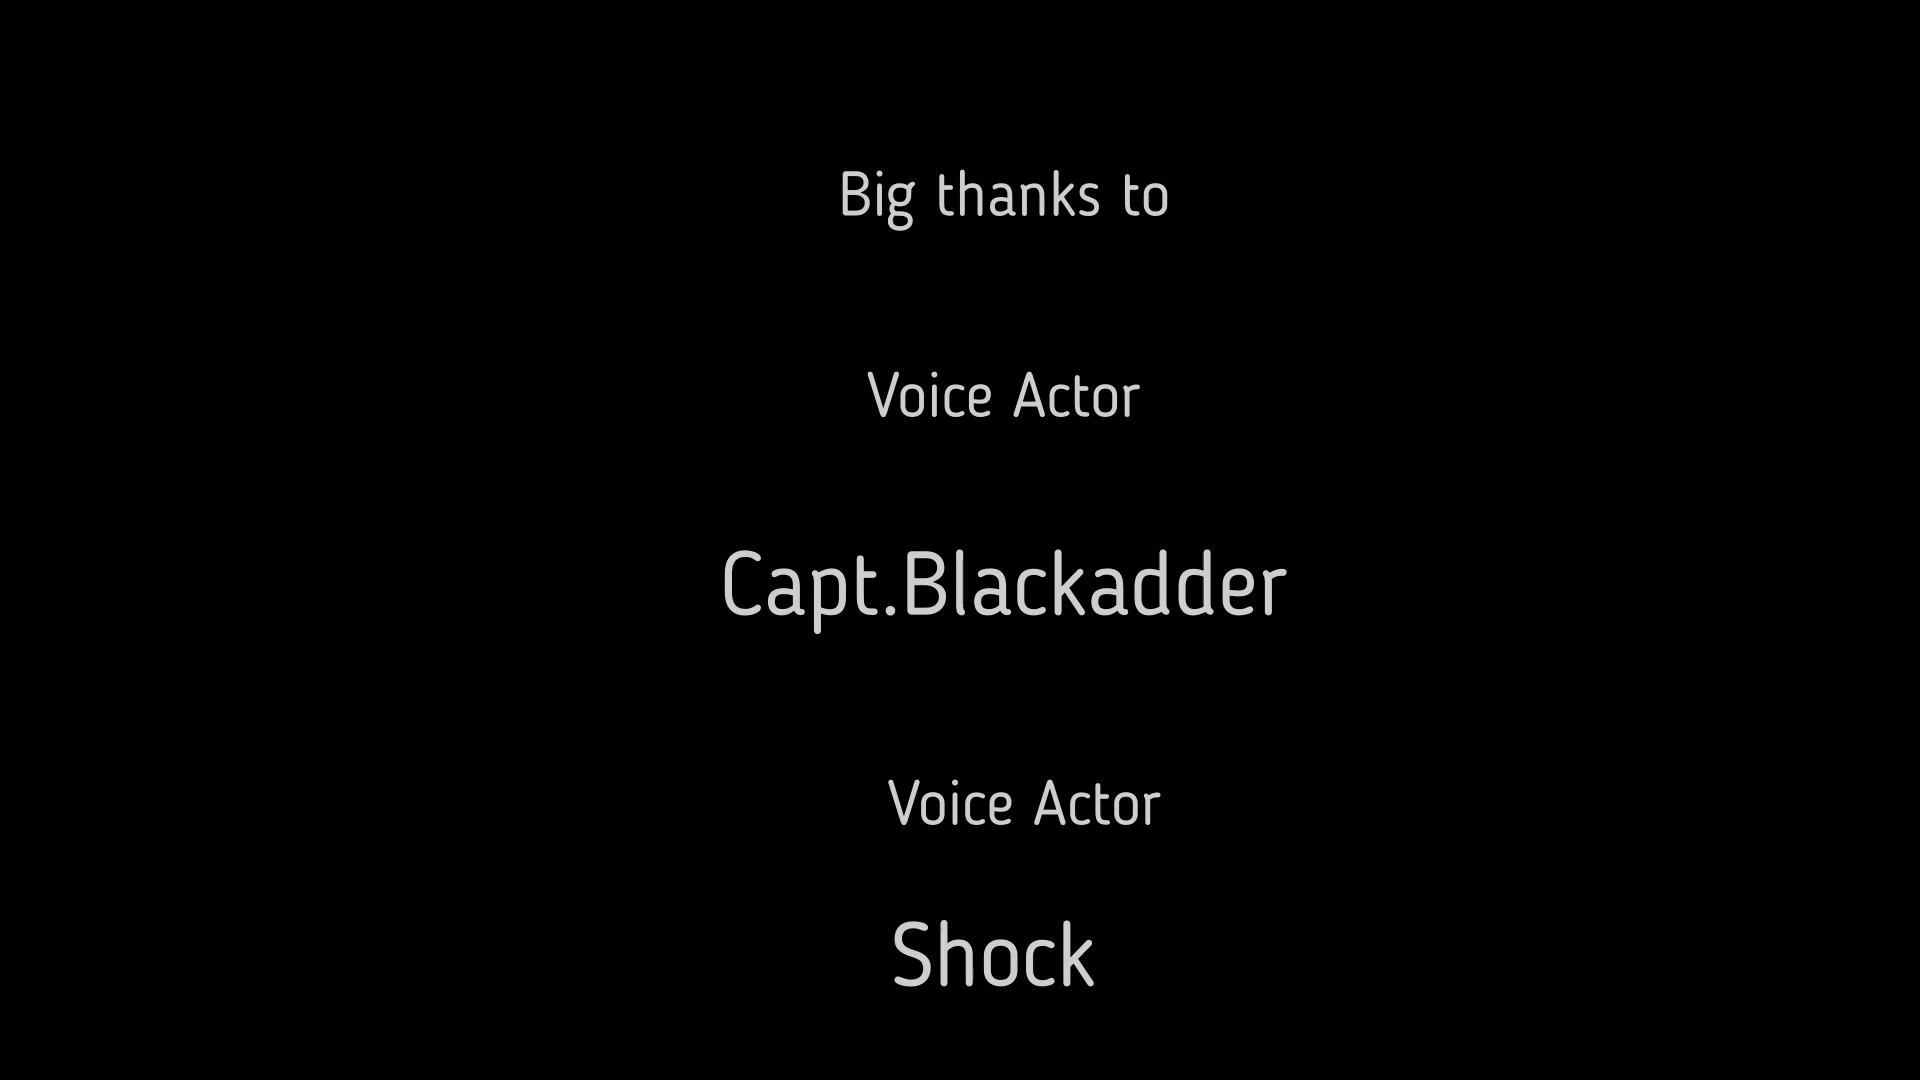 Big thanks to
Voice Actor
Capt.Blackadder
Voice Actor
Shock